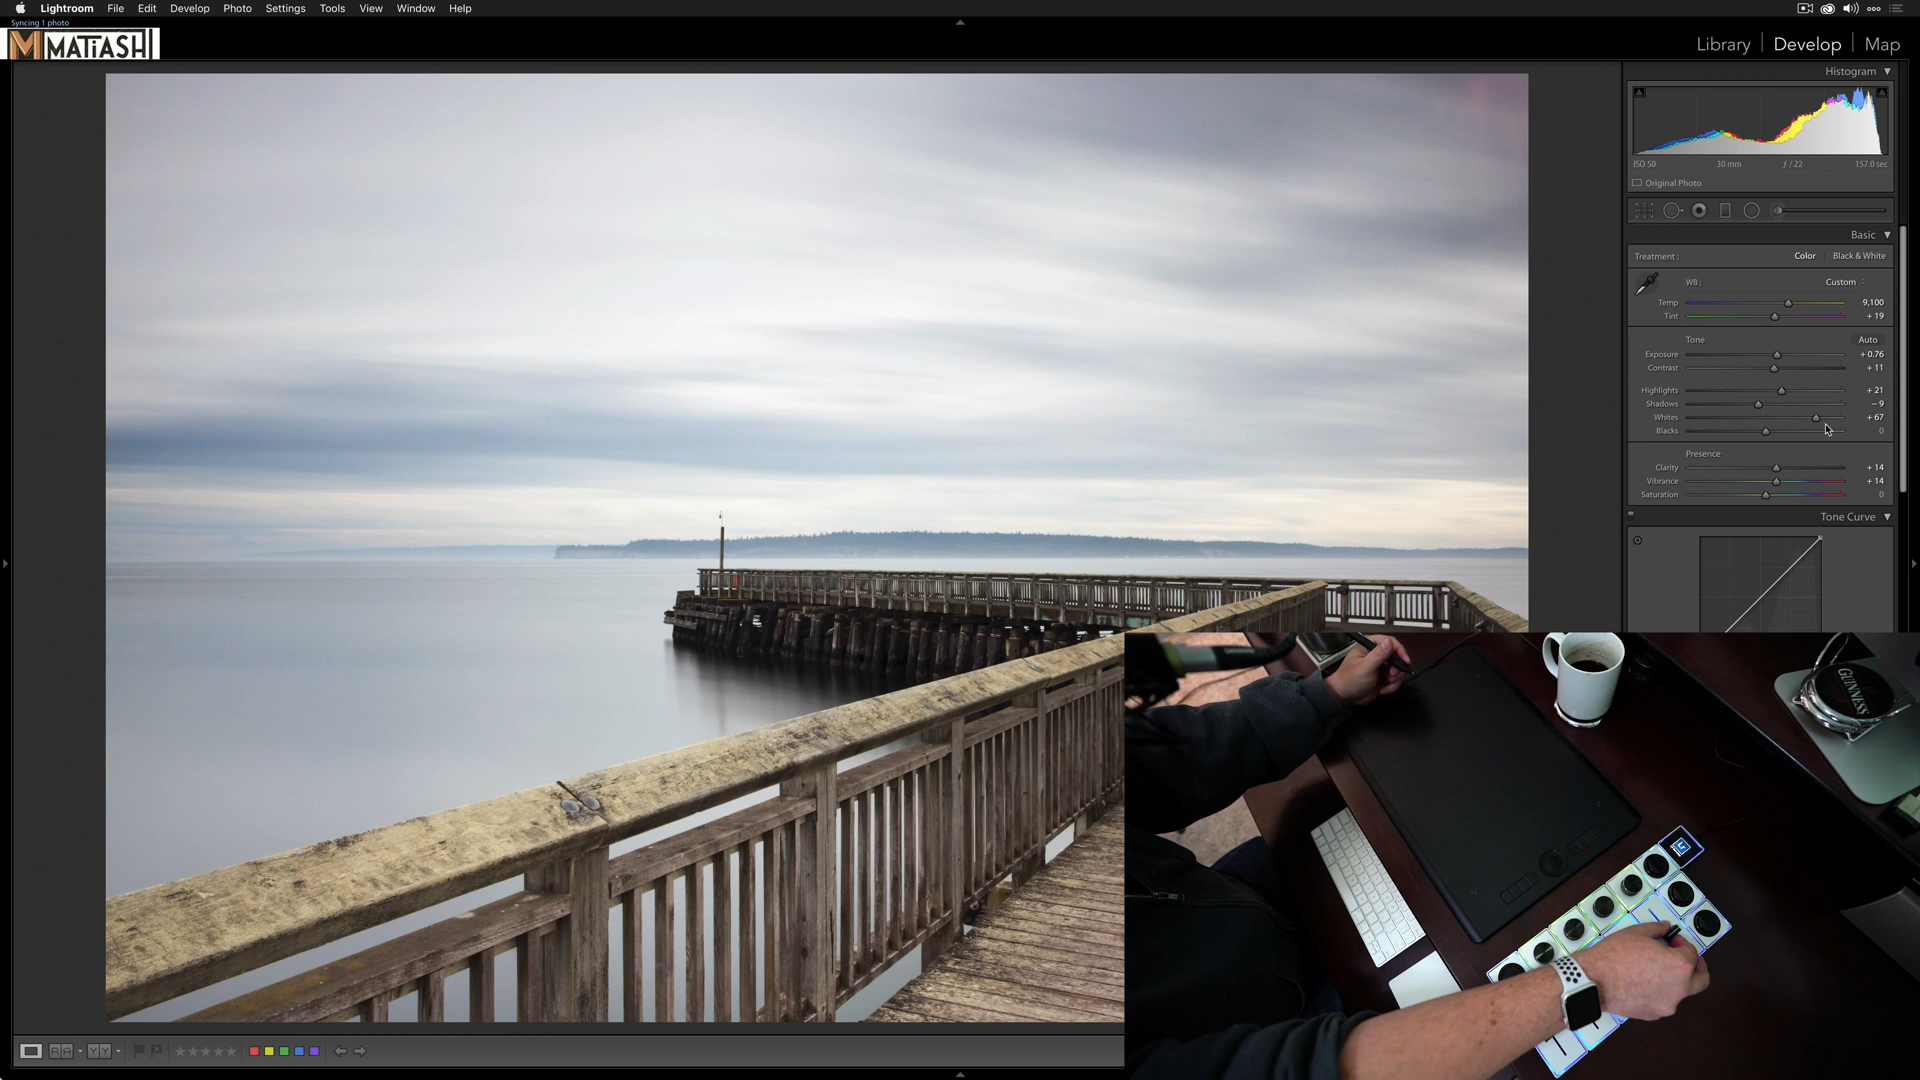 Lightroom File Edit Develop Photo Settings Tools View Window Help
Syncing 1 photo
M MATIASH
Library Develop Map
Histogram
ISO 50 30 mm ƒ / 22 157.0 sec
Original Photo
Basic
Treatment : Color Black & White
WB : Custom
Temp 9,100
Tint + 19
Tone Auto
Exposure + 0.76
Contrast + 11
Highlights + 21
Shadows – 9
Whites + 67
Blacks 0
Presence
Clarity + 14
Vibrance + 14
Saturation 0
Tone Curve
GUINNESS
Lr
R A Y Y